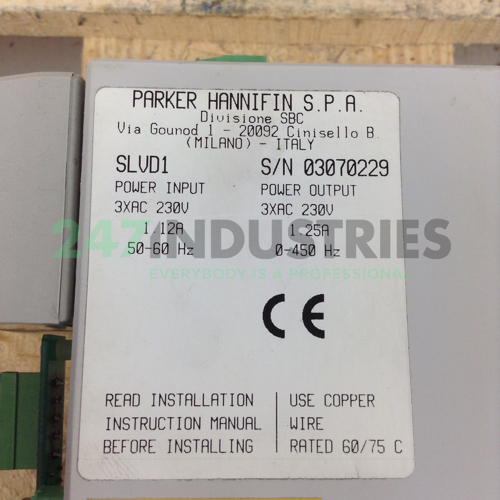 PARKER HANNIFIN S.P.A.
Divisione SBC
Via Gounod 1 - 20092 Cinisello B.
(MILANO) - ITALY
SLVD1 S/N 03070229
POWER INPUT POWER OUTPUT
3XAC 230V 3XAC 230V
1.12A 1.25A
50-60 Hz 0-450 Hz
247INDUSTRIES
EVERYBODY IS A PROFESSIONAL
CE
READ INSTALLATION USE COPPER
INSTRUCTION MANUAL WIRE
BEFORE INSTALLING RATED 60/75 C